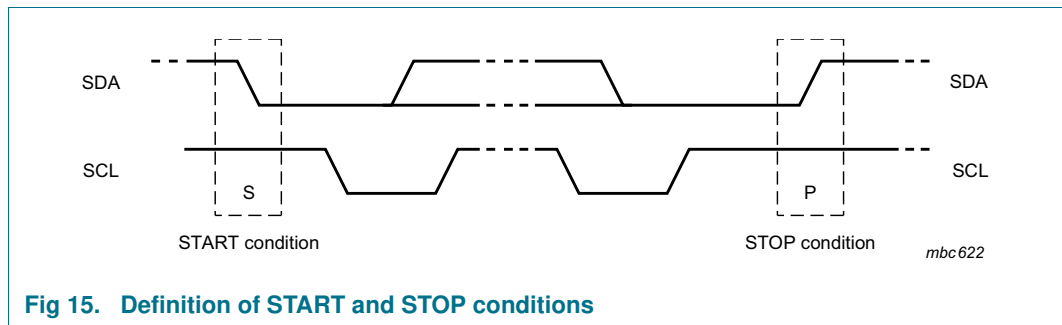 SDA
SDA
SCL
SCL
S
P
START condition
STOP condition
mbc622
Fig 15. Definition of START and STOP conditions